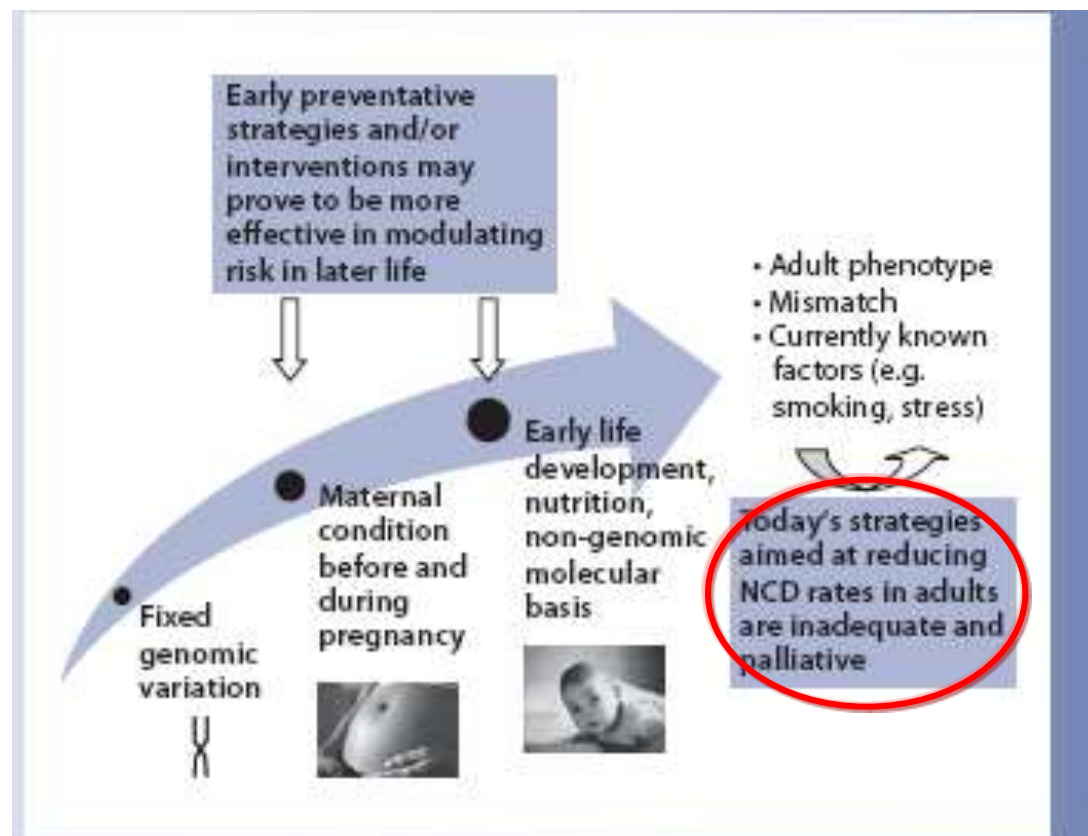 Early preventative
strategies and/or
interventions may
prove to be more
effective in modulating
risk in later life
• Adult phenotype
• Mismatch
• Currently known
factors (e.g.
smoking, stress)
Early life
development,
nutrition,
non-genomic
molecular
basis
Maternal
condition
before and
during
pregnancy
Fixed
genomic
variation
Today's strategies
aimed at reducing
NCD rates in adults
are inadequate and
palliative